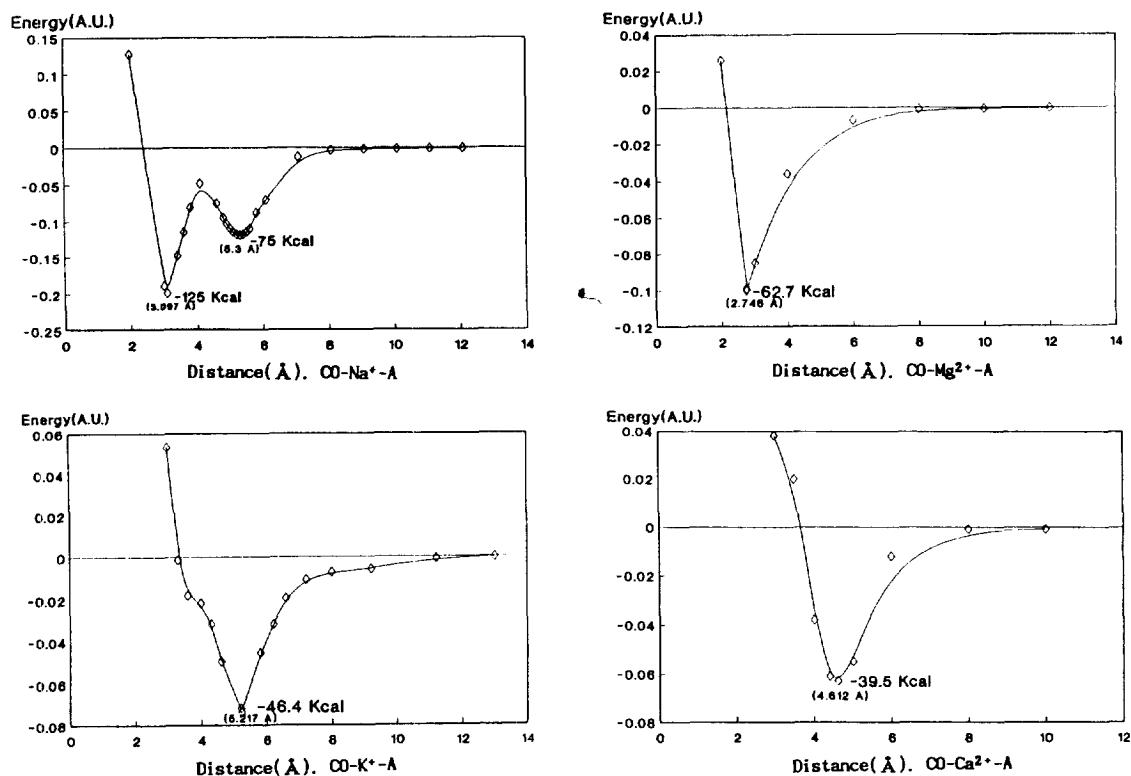 Energy(A.U.)
0.15
0.1
0.05
0
-0.05
-0.1
-0.15
-0.2
-0.25
-75 Kcal
(5.3 Å)
-125 Kcal
(3.097 Å)
0 2 4 6 8 10 12 14
Distance(Å). CO-Na⁺-A
Energy(A.U.)
0.04
0.02
0
-0.02
-0.04
-0.06
-0.08
-0.1
-0.12
-62.7 Kcal
(2.746 Å)
0 2 4 6 8 10 12 14
Distance(Å). CO-Mg²⁺-A
Energy(A.U.)
0.06
0.04
0.02
0
-0.02
-0.04
-0.06
-0.08
-46.4 Kcal
(5.217 Å)
0 2 4 6 8 10 12 14
Distance(Å). CO-K⁺-A
Energy(A.U.)
0.04
0.02
0
-0.02
-0.04
-0.06
-0.08
-39.5 Kcal
(4.612 Å)
0 2 4 6 8 10 12
Distance(Å). CO-Ca²⁺-A